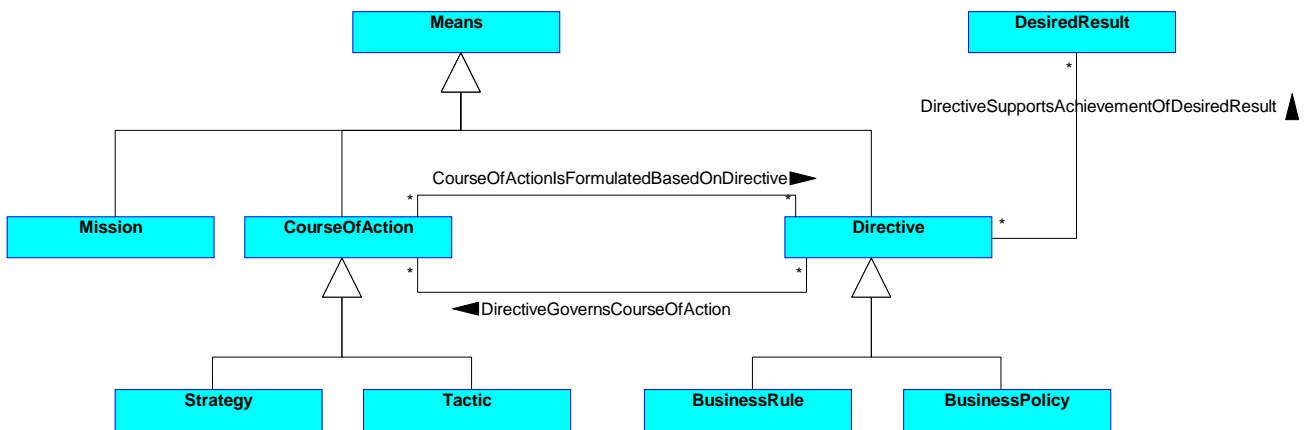 Means
DesiredResult
*
DirectiveSupportsAchievementOfDesiredResult
CourseOfActionIsFormulatedBasedOnDirective
*
*
Mission
CourseOfAction
Directive
*
*
*
DirectiveGovernsCourseOfAction
Strategy
Tactic
BusinessRule
BusinessPolicy